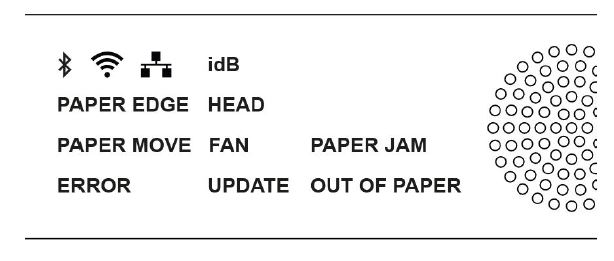 idB
PAPER EDGE HEAD
PAPER MOVE FAN PAPER JAM
ERROR UPDATE OUT OF PAPER